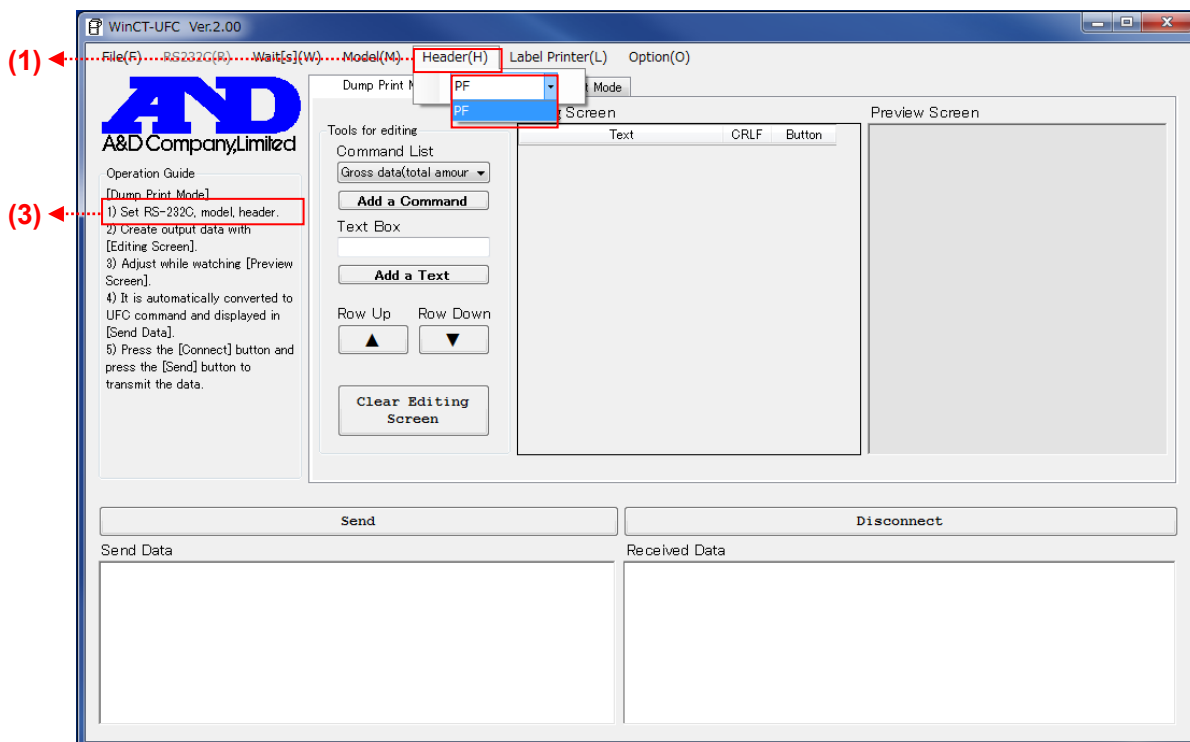 WinCT-UFC Ver.2.00
(1)
File(F) RS232C(R) Wait[s](W) Model(M) Header(H) Label Printer(L) Option(O)
PF
PF
AND
A&D Company,Limited
Operation Guide
[Dump Print Mode]
1) Set RS-232C, model, header.
(3)
2) Create output data with
[Editing Screen].
3) Adjust while watching [Preview
Screen].
4) It is automatically converted to
UFC command and displayed in
[Send Data].
5) Press the [Connect] button and
press the [Send] button to
transmit the data.
Dump Print M
t Mode
Tools for editing
Command List
Gross data(total amour
Add a Command
Text Box
Add a Text
Row Up Row Down
▲ ▼
Clear Editing
Screen
Screen
Text CRLF Button
Preview Screen
Send
Disconnect
Send Data
Received Data